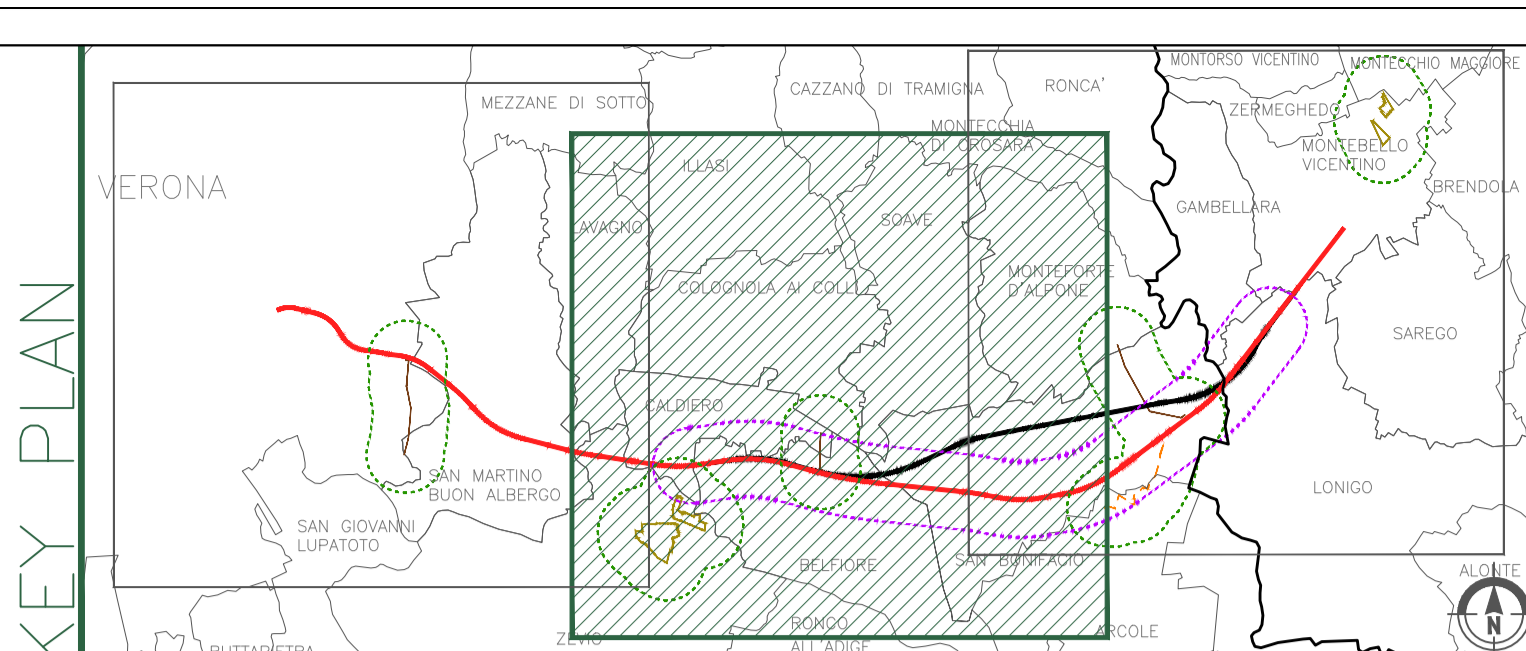 KEY PLAN
MONTORSO VICENTINO
MONTECCHIO MAGGIORE
CAZZANO DI TRAMIGNA
RONCA'
MEZZANE DI SOTTO
ZERMEGHEDO
MONTECCHIA
DI CROSARA
MONTEBELLO
VICENTINO
ILLASI
VERONA
BRENDOLA
GAMBELLARA
SOAVE
LAVAGNO
MONTEFORTE
D'ALPONE
COLOGNOLA AI COLLI
SAREGO
CALDIERO
SAN MARTINO
BUON ALBERGO
LONIGO
SAN GIOVANNI
LUPATOTO
BELFIORE
SAN BONIFACIO
ALONTE
N
RONCO
ALL'ADIGE
ARCOLE
ZEVIO
BUTTAPIETRA